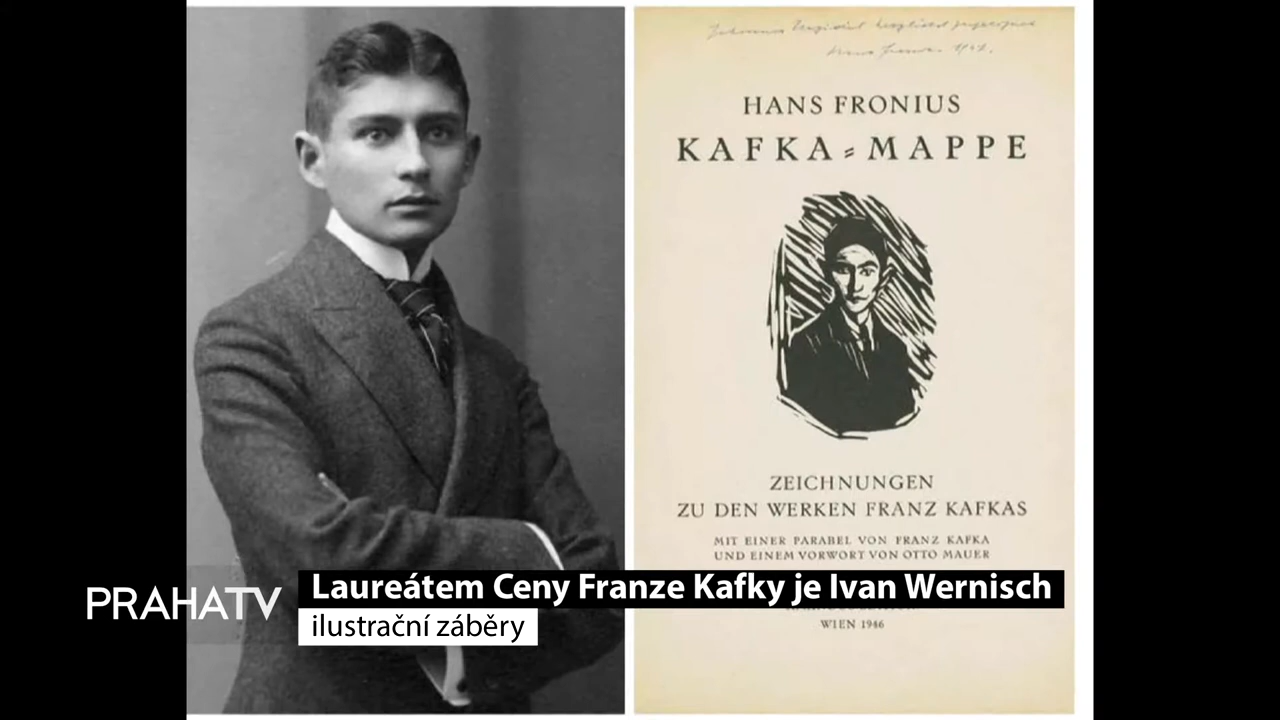 HANS FRONIUS
KAFKA=MAPPE
ZEICHNUNGEN
ZU DEN WERKEN FRANZ KAFKAS
MIT EINER PARABEL VON FRANZ KAFKA
UND EINEM VORWORT VON OTTO MAUER
WIEN 1946
PRAHATV
Laureátem Ceny Franze Kafky je Ivan Wernisch
ilustrační záběry